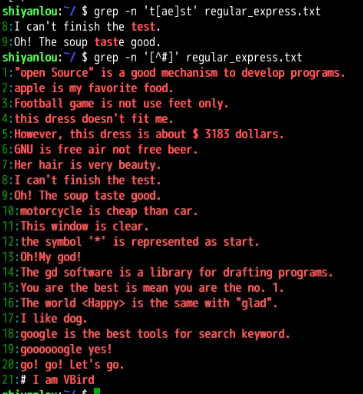 shiyanlou:~/ $ grep -n 't[ae]st' regular_express.txt
8:I can't finish the test.
9:Oh! The soup taste good.
shiyanlou:~/ $ grep -n '[^#]' regular_express.txt
1:"open Source" is a good mechanism to develop programs.
2:apple is my favorite food.
3:Football game is not use feet only.
4:this dress doesn't fit me.
5:However, this dress is about $ 3183 dollars.
6:GNU is free air not free beer.
7:Her hair is very beauty.
8:I can't finish the test.
9:Oh! The soup taste good.
10:motorcycle is cheap than car.
11:This window is clear.
12:the symbol '*' is represented as start.
13:Oh!My god!
14:The gd software is a library for drafting programs.
15:You are the best is mean you are the no. 1.
16:The world <Happy> is the same with "glad".
17:I like dog.
18:google is the best tools for search keyword.
19:goooooogle yes!
20:go! go! Let's go.
21:# I am VBird
shiyanlou:~/ $